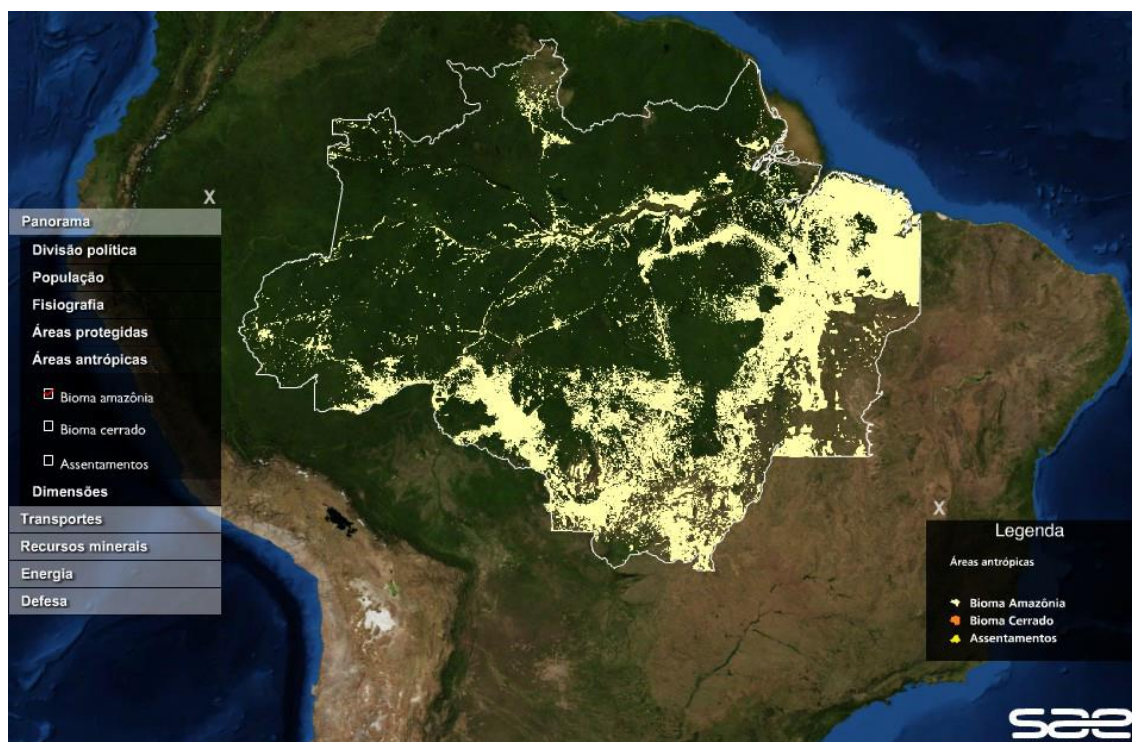 X
Panorama
Divisão política
População
Fisiografia
Áreas protegidas
Áreas antrópicas
Bioma amazônia
Bioma cerrado
Assentamentos
Dimensões
Transportes
Recursos minerais
Energia
Defesa
X
Legenda
Áreas antrópicas
Bioma Amazônia
Bioma Cerrado
Assentamentos
sae